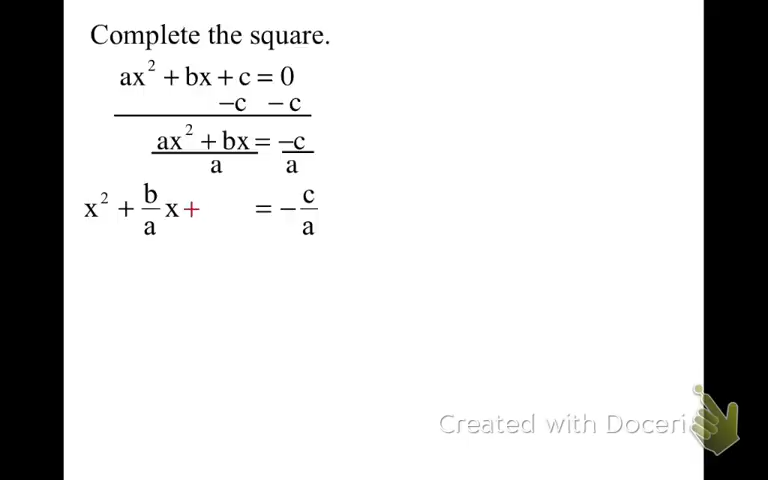 Complete the square.
ax² + bx + c = 0
−c − c
ax² + bx = −c
a a
x² + b/a x + = − c/a
Created with Doceri